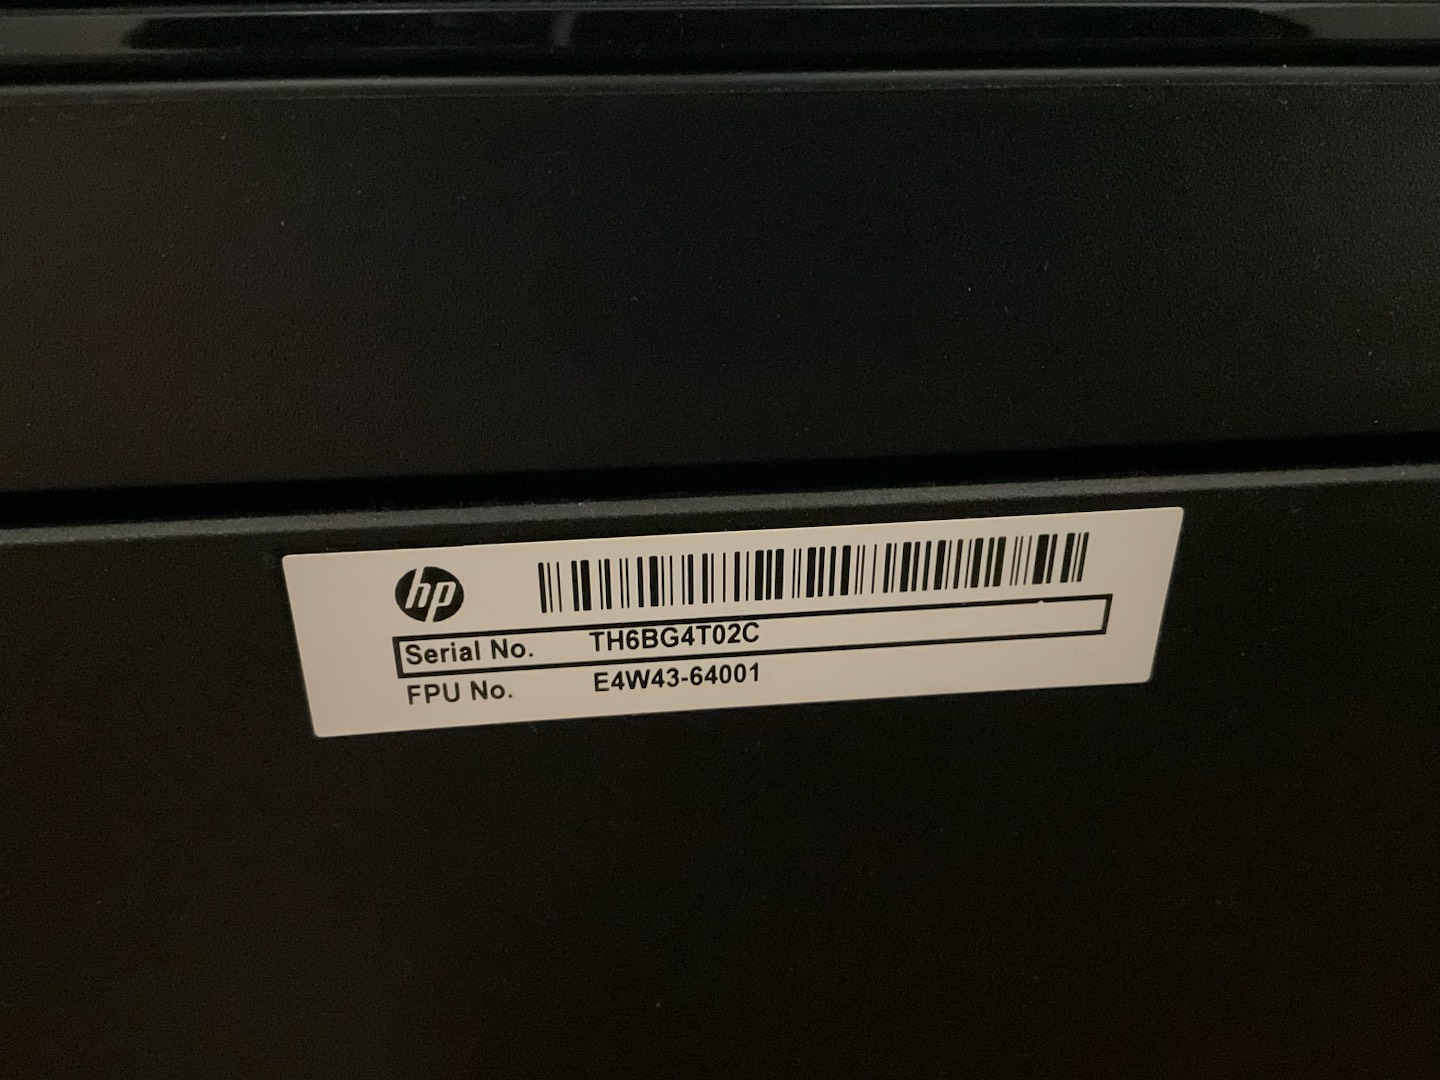 hp
Serial No. TH6BG4T02C
FPU No. E4W43-64001